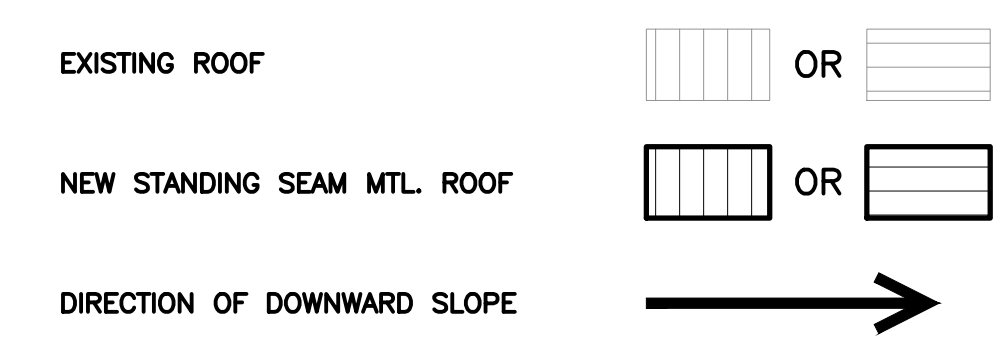 EXISTING ROOF OR
NEW STANDING SEAM MTL. ROOF OR
DIRECTION OF DOWNWARD SLOPE